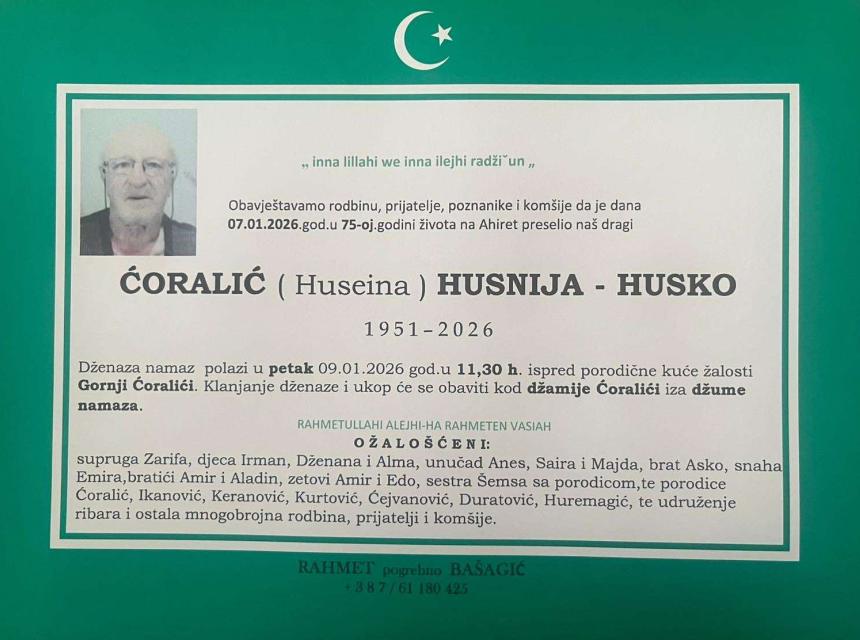 „ inna lillahi we inna ilejhi radžiˇun „
Obavještavamo rodbinu, prijatelje, poznanike i komšije da je dana
07.01.2026.god.u 75-oj.godini života na Ahiret preselio naš dragi
ĆORALIĆ ( Huseina ) HUSNIJA - HUSKO
1951-2026
Dženaza namaz polazi u petak 09.01.2026 god.u 11,30 h. ispred porodične kuće žalosti
Gornji Ćoralići. Klanjanje dženaze i ukop će se obaviti kod džamije Ćoralići iza džume
namaza.
RAHMETULLAHI ALEJHI-HA RAHMETEN VASIAH
OŽALOŠĆENI:
supruga Zarifa, djeca Irman, Dženana i Alma, unučad Anes, Saira i Majda, brat Asko, snaha
Emira,bratići Amir i Aladin, zetovi Amir i Edo, sestra Šemsa sa porodicom,te porodice
Ćoralić, Ikanović, Keranović, Kurtović, Ćejvanović, Duratović, Huremagić, te udruženje
ribara i ostala mnogobrojna rodbina, prijatelji i komšije.
RAHMET pogrebno BAŠAGIĆ
+387/61 180 425